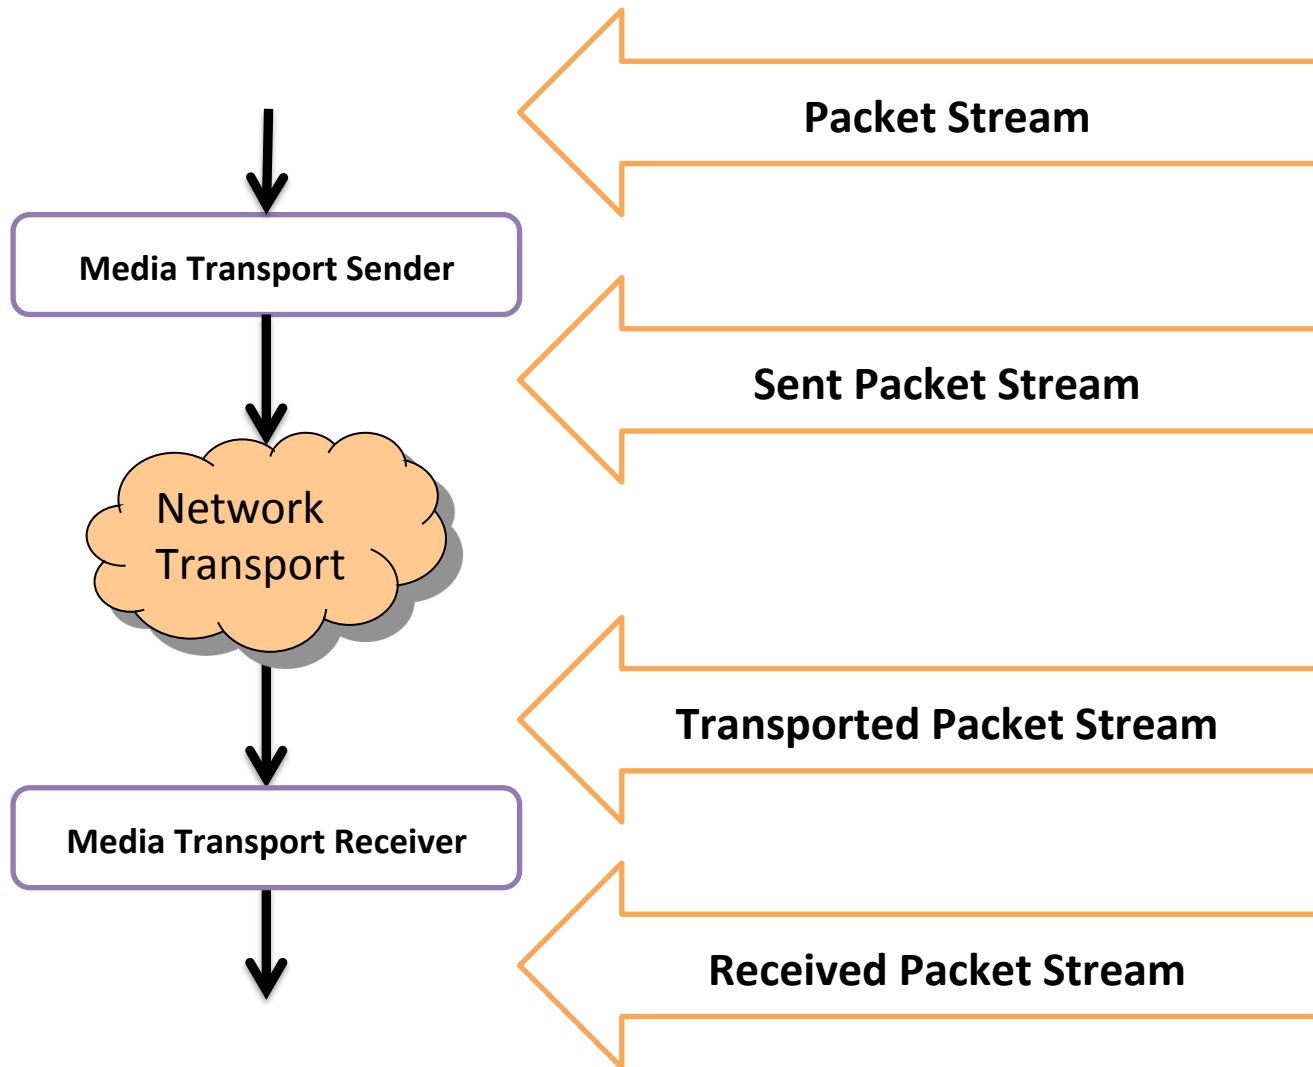 Packet Stream
Media Transport Sender
Sent Packet Stream
Network
Transport
Transported Packet Stream
Media Transport Receiver
Received Packet Stream